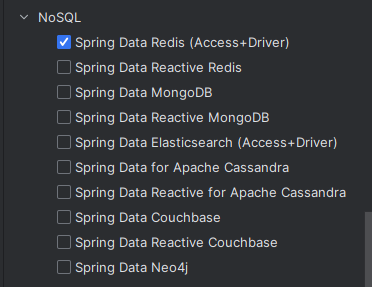 NoSQL
Spring Data Redis (Access+Driver)
Spring Data Reactive Redis
Spring Data MongoDB
Spring Data Reactive MongoDB
Spring Data Elasticsearch (Access+Driver)
Spring Data for Apache Cassandra
Spring Data Reactive for Apache Cassandra
Spring Data Couchbase
Spring Data Reactive Couchbase
Spring Data Neo4j